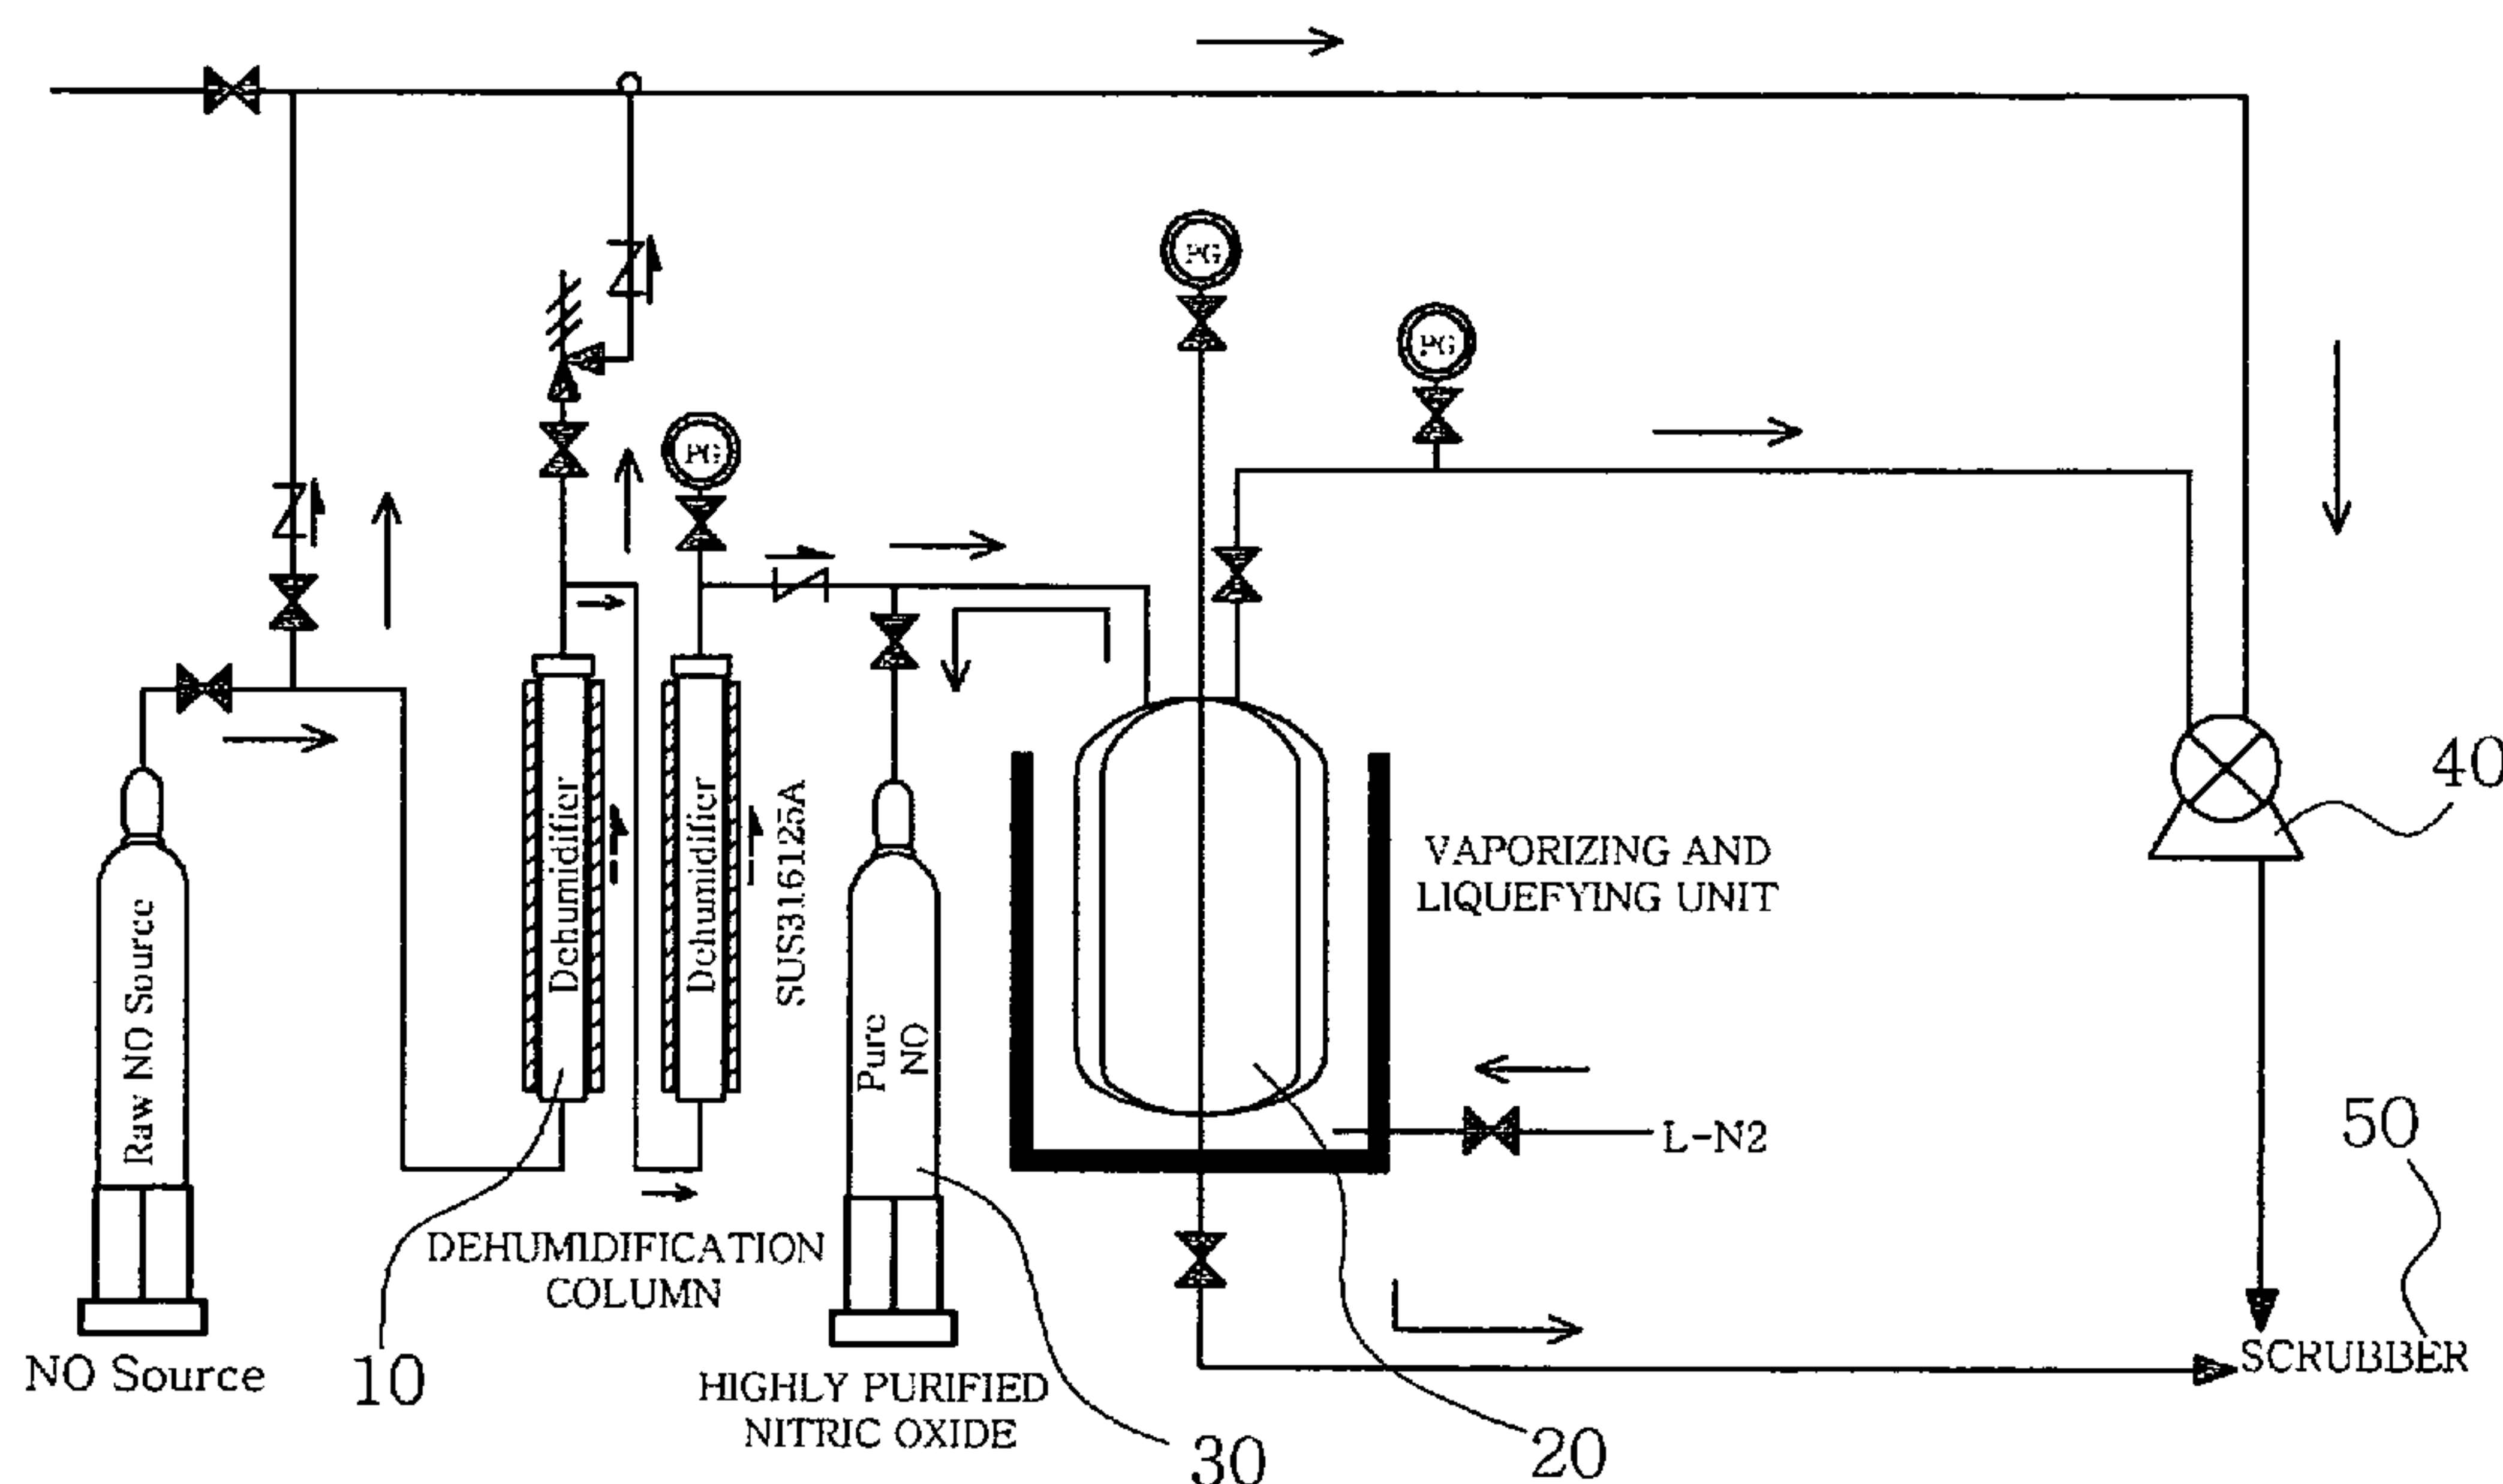 PG
PG
PG
40
Dehumidifier
Dehumidifier
SUS316125A
VAPORIZING AND
LIQUEFYING UNIT
Raw NO Source
Pure
NO
50
L-N2
DEHUMIDIFICATION
COLUMN
SCRUBBER
NO Source
10
HIGHLY PURIFIED
NITRIC OXIDE
30
20